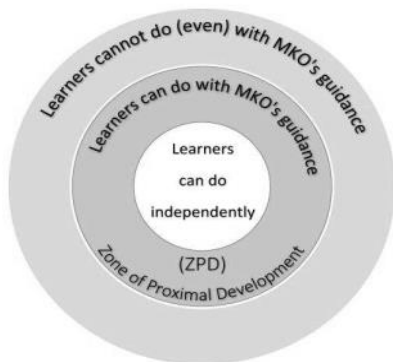 Learners cannot do (even) with MKO's guidance
Learners can do with MKO's guidance
Learners
can do
independently
(ZPD)
Zone of Proximal Development